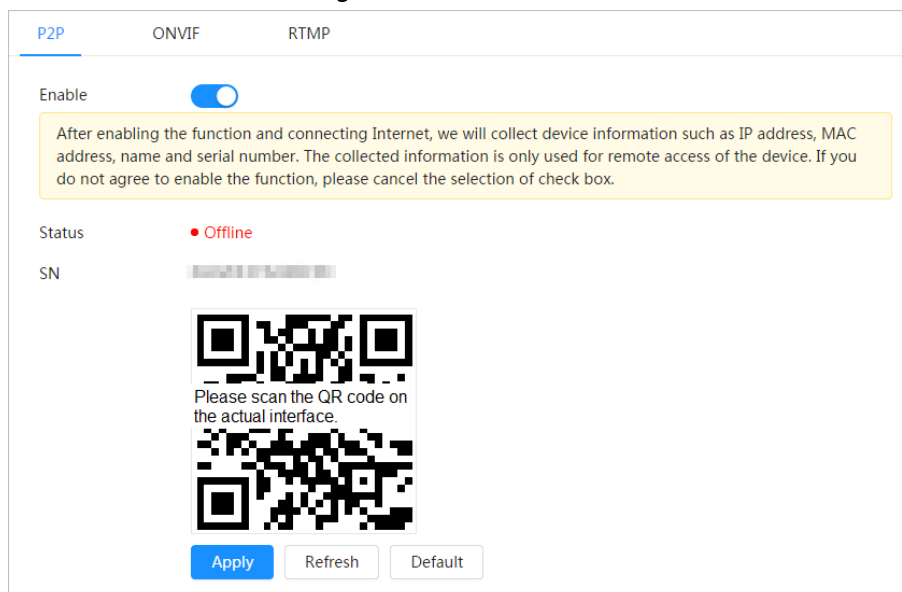 P2P ONVIF RTMP
Enable
After enabling the function and connecting Internet, we will collect device information such as IP address, MAC
address, name and serial number. The collected information is only used for remote access of the device. If you
do not agree to enable the function, please cancel the selection of check box.
Status Offline
SN
Please scan the QR code on
the actual interface.
Apply Refresh Default